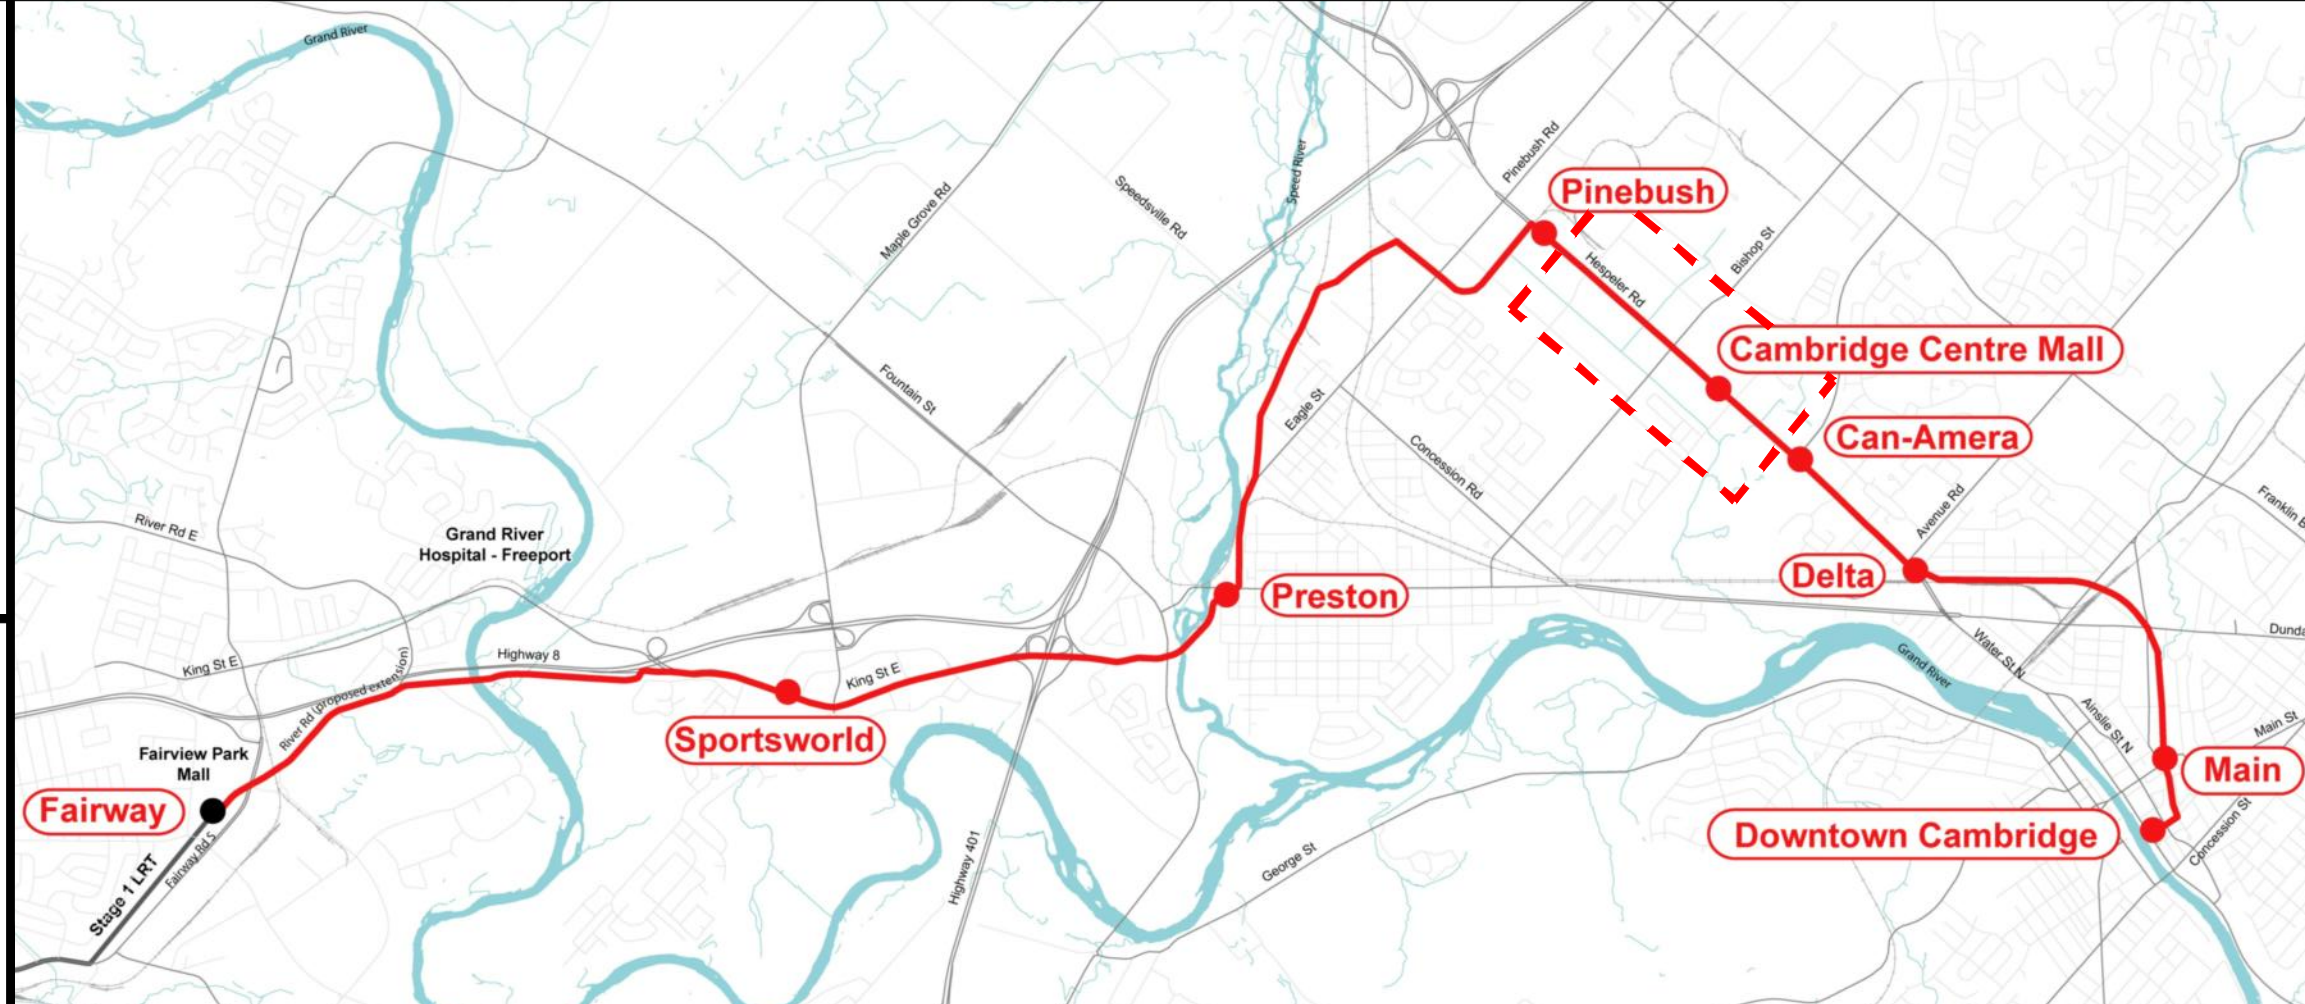 Grand River
Pinebush Rd
Speed River
Pinebush
Speedsville Rd
Maple Grove Rd
Bishop St
Hespeler Rd
Cambridge Centre Mall
Fountain St
Eagle St
Can-Amera
Concession Rd
Franklin B
Avenue Rd
River Rd E
Grand River
Hospital - Freeport
Delta
Preston
Dunda
Water St N
Grand River
Highway 8
King St E
King St E
River Rd (proposed extension)
Ainslie St N
Main St
Sportsworld
Fairview Park
Mall
Main
Fairway
Downtown Cambridge
Concession St
Stage 1 LRT
Fairway Rd S
Highway 401
George St